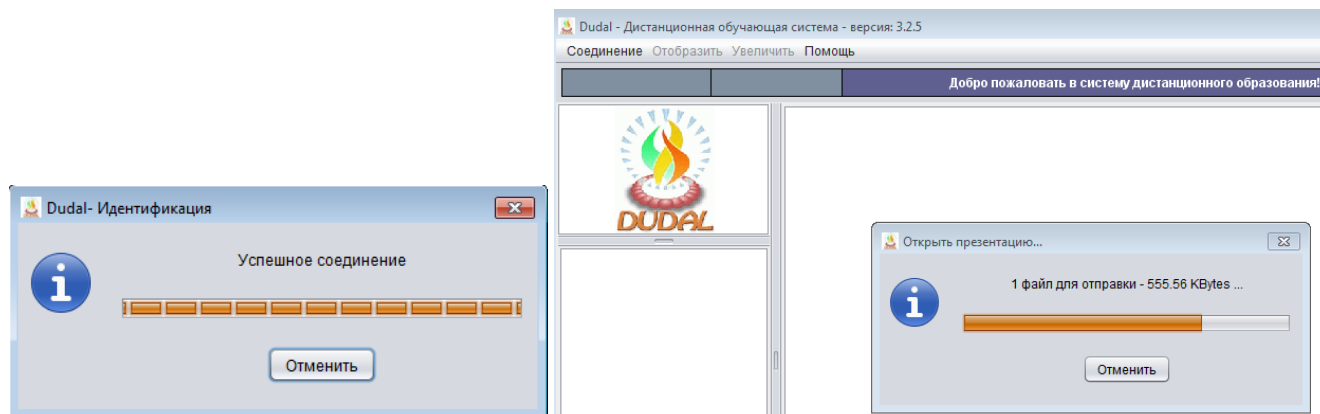 Dudal- Идентификация
Успешное соединение
Отменить
Dudal - Дистанционная обучающая система - версия: 3.2.5
Соединение Отобразить Увеличить Помощь
Добро пожаловать в систему дистанционного образования!
DUDAL
Открыть презентацию...
1 файл для отправки - 555.56 KBytes ...
Отменить